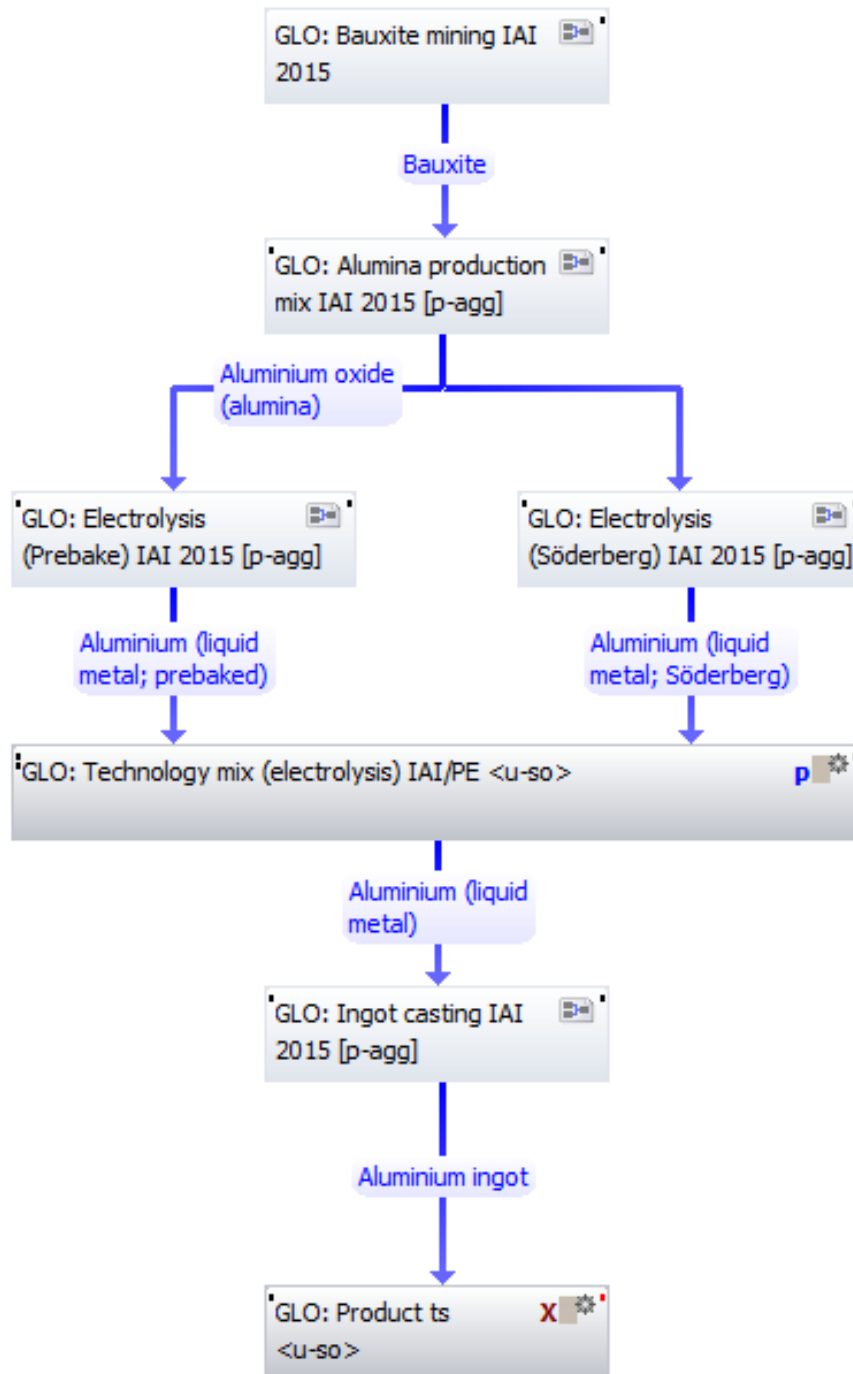 GLO: Bauxite mining IAI
2015
Bauxite
GLO: Alumina production
mix IAI 2015 [p-agg]
Aluminium oxide
(alumina)
GLO: Electrolysis
(Prebake) IAI 2015 [p-agg]
GLO: Electrolysis
(Söderberg) IAI 2015 [p-agg]
Aluminium (liquid
metal; prebaked)
Aluminium (liquid
metal; Söderberg)
GLO: Technology mix (electrolysis) IAI/PE <u-so> p
Aluminium (liquid
metal)
GLO: Ingot casting IAI
2015 [p-agg]
Aluminium ingot
GLO: Product ts X
<u-so>